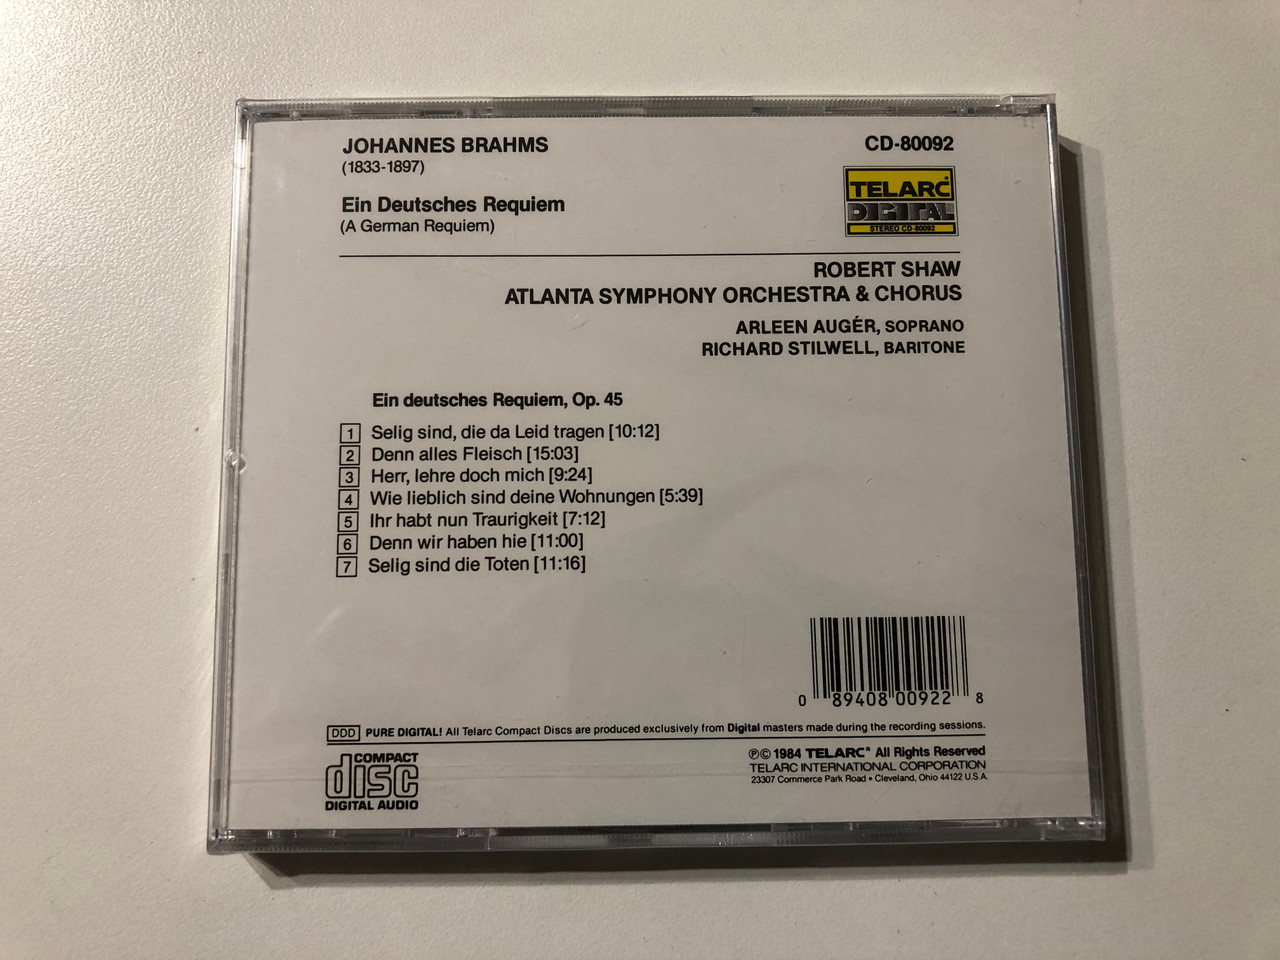 JOHANNES BRAHMS
(1833-1897)
Ein Deutsches Requiem
(A German Requiem)
CD-80092
TELARC®
DIGITAL
STEREO CD-80092
ROBERT SHAW
ATLANTA SYMPHONY ORCHESTRA & CHORUS
ARLEEN AUGÉR, SOPRANO
RICHARD STILWELL, BARITONE
Ein deutsches Requiem, Op. 45
1 Selig sind, die da Leid tragen [10:12]
2 Denn alles Fleisch [15:03]
3 Herr, lehre doch mich [9:24]
4 Wie lieblich sind deine Wohnungen [5:39]
5 Ihr habt nun Traurigkeit [7:12]
6 Denn wir haben hie [11:00]
7 Selig sind die Toten [11:16]
0 89408 00922 8
DDD PURE DIGITAL! All Telarc Compact Discs are produced exclusively from Digital masters made during the recording sessions.
COMPACT
disc
DIGITAL AUDIO
℗© 1984 TELARC® All Rights Reserved
TELARC INTERNATIONAL CORPORATION
23307 Commerce Park Road • Cleveland, Ohio 44122 U.S.A.